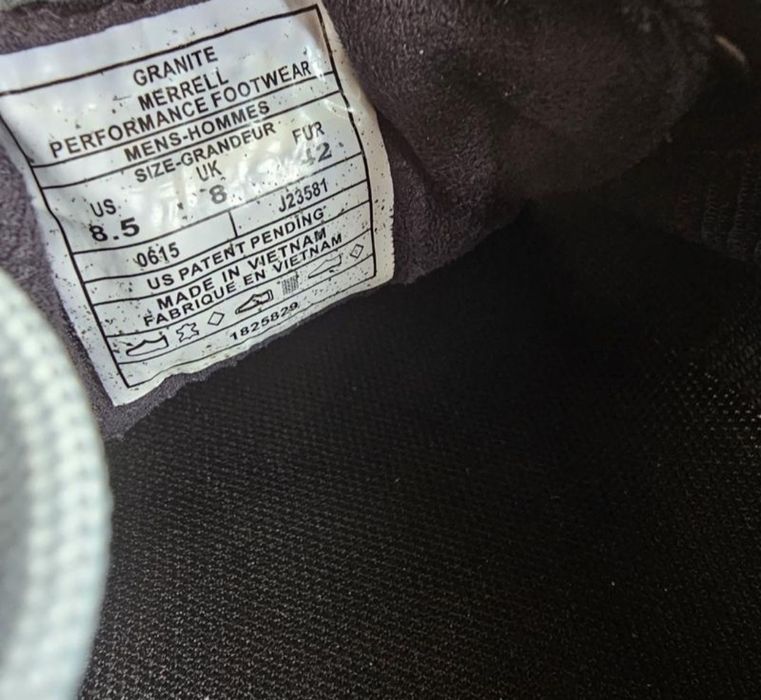 GRANITE
MERRELL
PERFORMANCE FOOTWEAR
MENS-HOMMES
SIZE-GRANDEUR
US UK EUR
8.5 8 42
0615 J23581
US PATENT PENDING
MADE IN VIETNAM
FABRIQUE EN VIETNAM
1825829